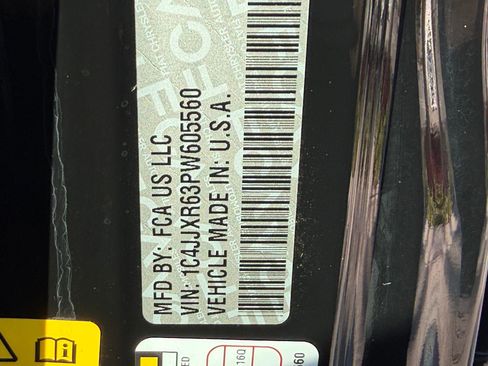 MFD BY: FCA US LLC
VIN: 1C4JJXR63PW605560
VEHICLE MADE IN: U.S.A.